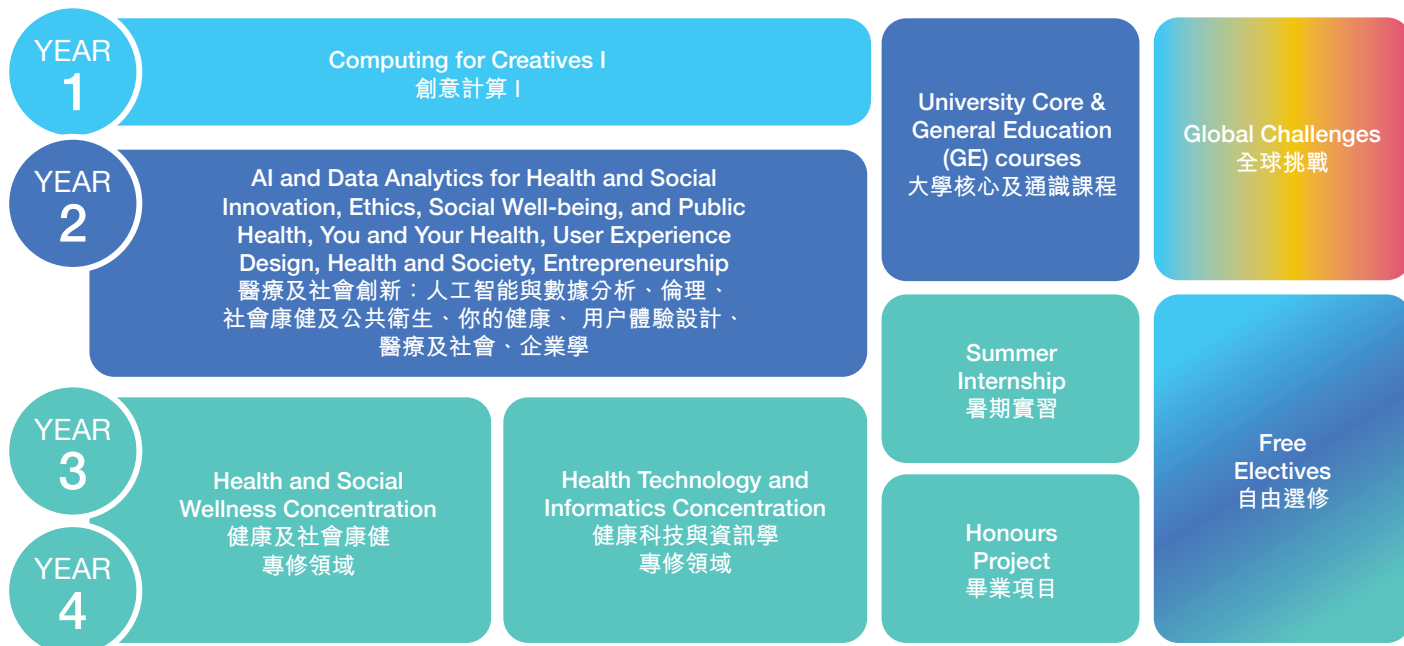 YEAR
1
Computing for Creatives I
創意計算 I
YEAR
2
AI and Data Analytics for Health and Social
Innovation, Ethics, Social Well-being, and Public
Health, You and Your Health, User Experience
Design, Health and Society, Entrepreneurship
醫療及社會創新：人工智能與數據分析、倫理、
社會康健及公共衛生、你的健康、 用户體驗設計、
醫療及社會、企業學
YEAR
3
YEAR
4
Health and Social
Wellness Concentration
健康及社會康健
專修領域
Health Technology and
Informatics Concentration
健康科技與資訊學
專修領域
University Core &
General Education
(GE) courses
大學核心及通識課程
Summer
Internship
暑期實習
Honours
Project
畢業項目
Global Challenges
全球挑戰
Free
Electives
自由選修